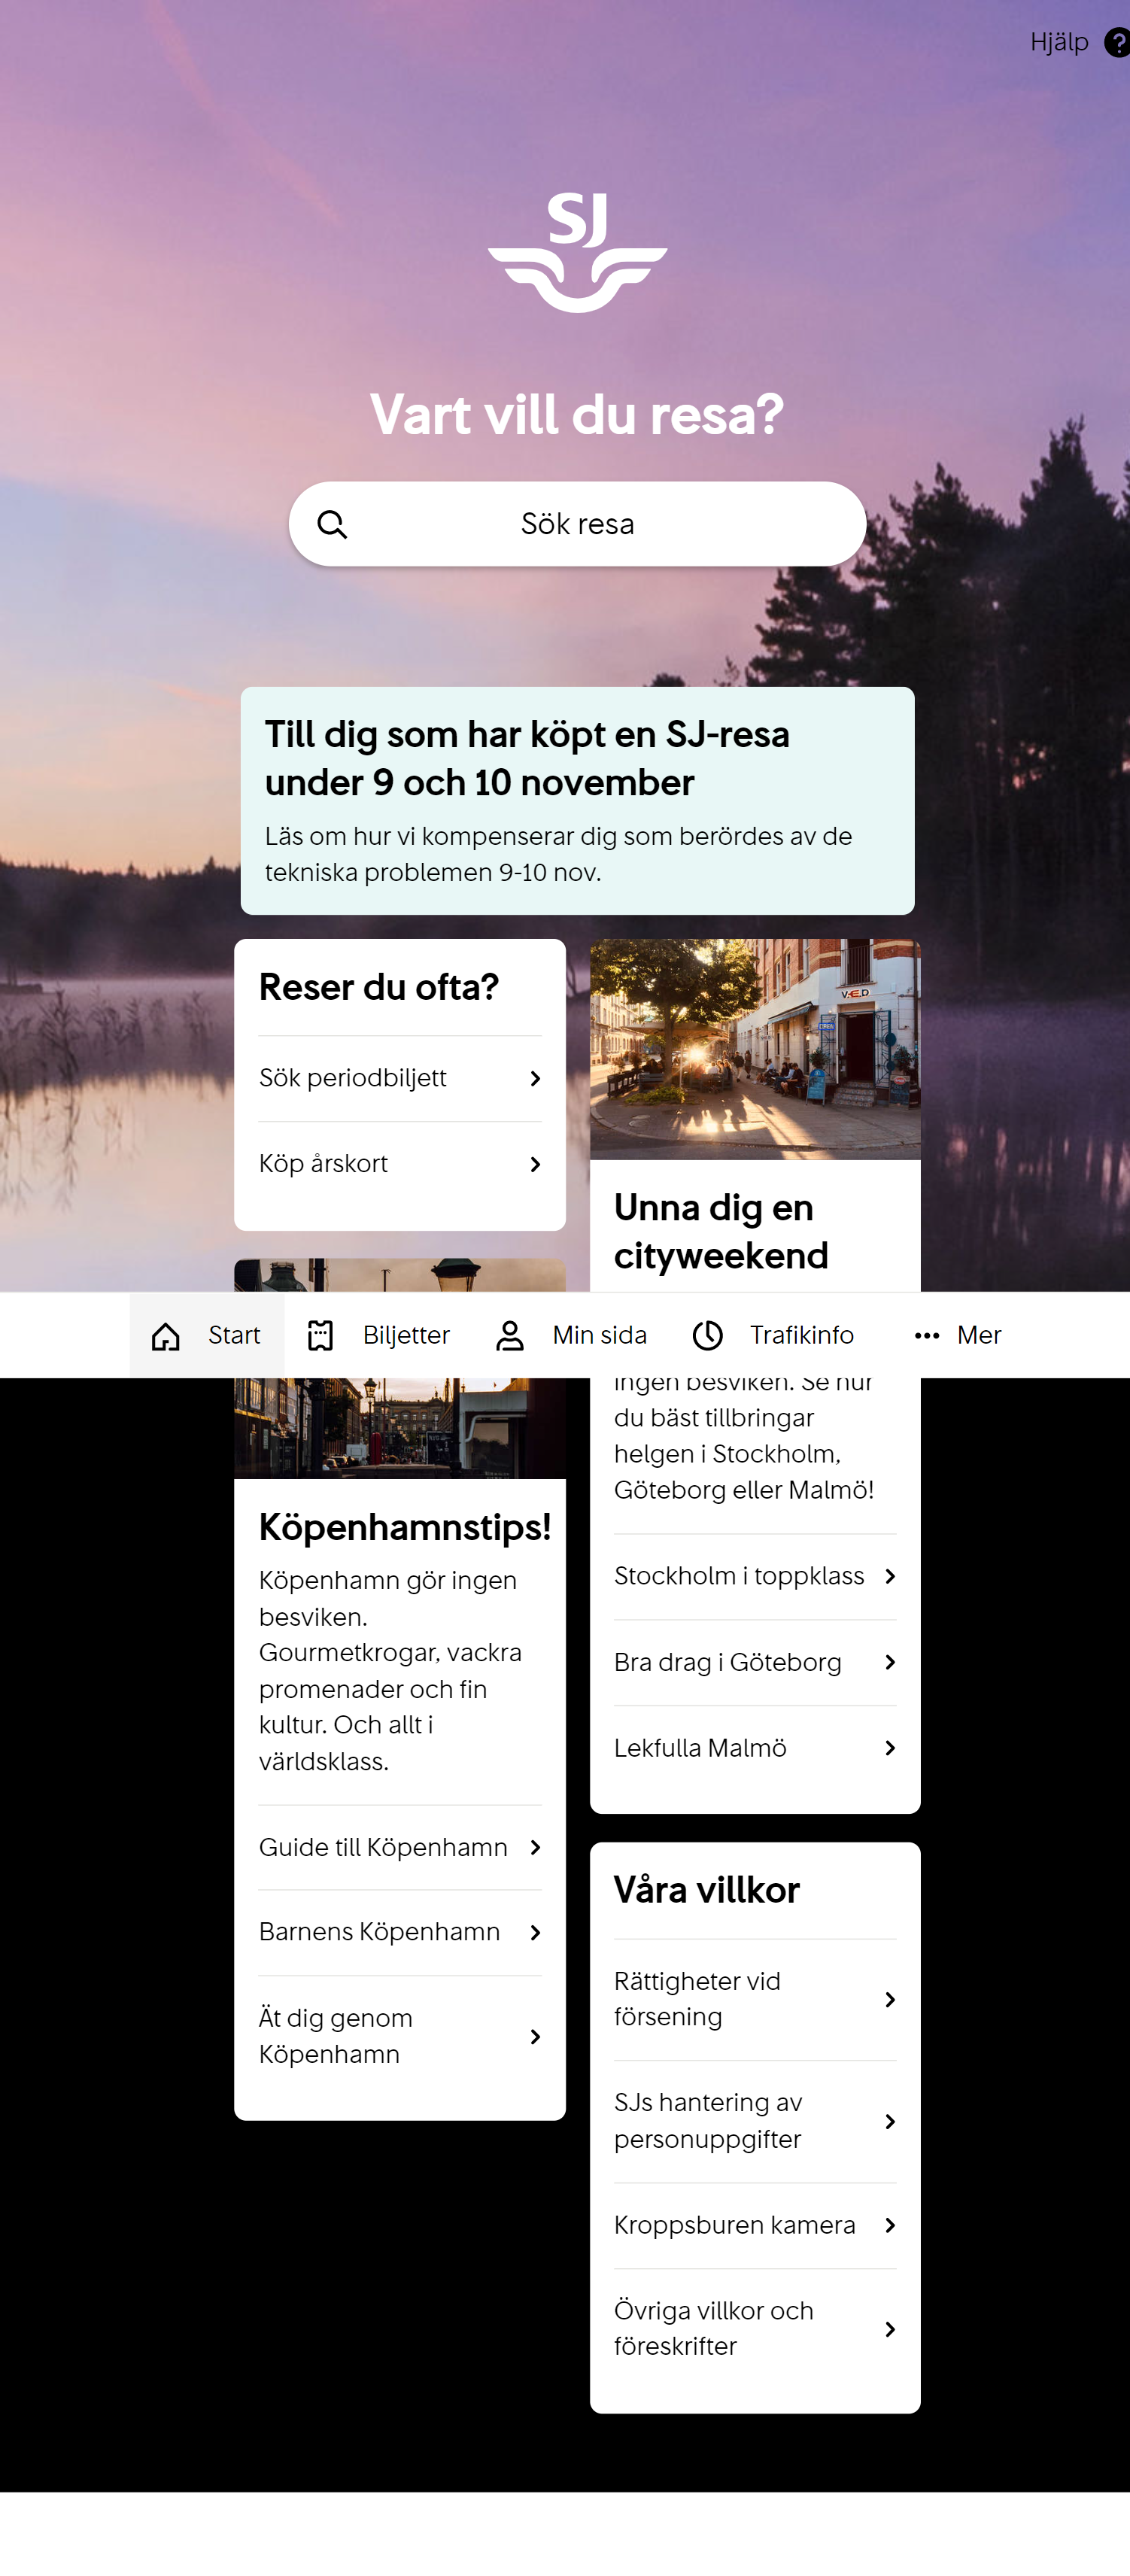 Hjälp
SJ
Vart vill du resa?
Sök resa
Till dig som har köpt en SJ-resa
under 9 och 10 november
Läs om hur vi kompenserar dig som berördes av de
tekniska problemen 9-10 nov.
Reser du ofta?
Sök periodbiljett
Köp årskort
VED
OPEN
Unna dig en
cityweekend
Start
Biljetter
Min sida
Trafikinfo
Mer
ingen besviken. Se hur
du bäst tillbringar
helgen i Stockholm,
Göteborg eller Malmö!
Stockholm i toppklass
Bra drag i Göteborg
Lekfulla Malmö
Köpenhamnstips!
Köpenhamn gör ingen
besviken.
Gourmetkrogar, vackra
promenader och fin
kultur. Och allt i
världsklass.
Guide till Köpenhamn
Barnens Köpenhamn
Ät dig genom
Köpenhamn
Våra villkor
Rättigheter vid
försening
SJs hantering av
personuppgifter
Kroppsburen kamera
Övriga villkor och
föreskrifter